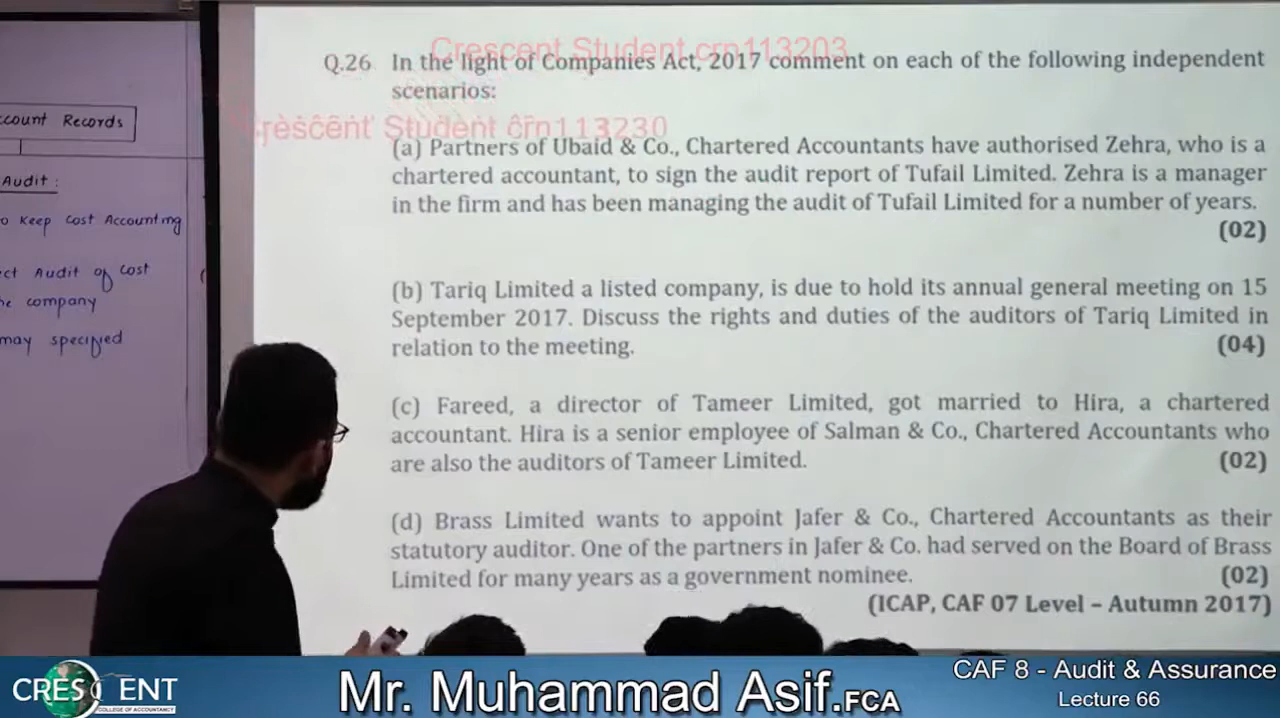 ccount Records
Audit :
o Keep Cost Accounting
ct Audit of Cost
he company
may specified
Crescent Student crn113203
Q.26 In the light of Companies Act, 2017 comment on each of the following independent
scenarios:
Crescent Student crn113230
(a) Partners of Ubaid & Co., Chartered Accountants have authorised Zehra, who is a
chartered accountant, to sign the audit report of Tufail Limited. Zehra is a manager
in the firm and has been managing the audit of Tufail Limited for a number of years.
(02)
(b) Tariq Limited a listed company, is due to hold its annual general meeting on 15
September 2017. Discuss the rights and duties of the auditors of Tariq Limited in
relation to the meeting. (04)
(c) Fareed, a director of Tameer Limited, got married to Hira, a chartered
accountant. Hira is a senior employee of Salman & Co., Chartered Accountants who
are also the auditors of Tameer Limited. (02)
(d) Brass Limited wants to appoint Jafer & Co., Chartered Accountants as their
statutory auditor. One of the partners in Jafer & Co. had served on the Board of Brass
Limited for many years as a government nominee. (02)
(ICAP, CAF 07 Level – Autumn 2017)
CRESCENT
COLLEGE OF ACCOUNTANCY
Mr. Muhammad Asif.FCA
CAF 8 - Audit & Assurance
Lecture 66